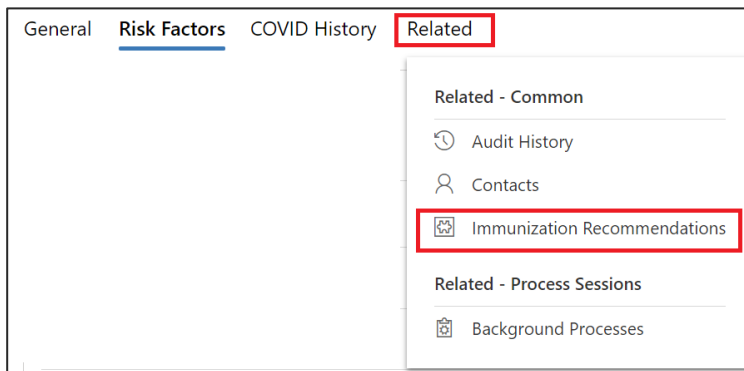 General Risk Factors COVID History Related
Related - Common
Audit History
Contacts
Immunization Recommendations
Related - Process Sessions
Background Processes